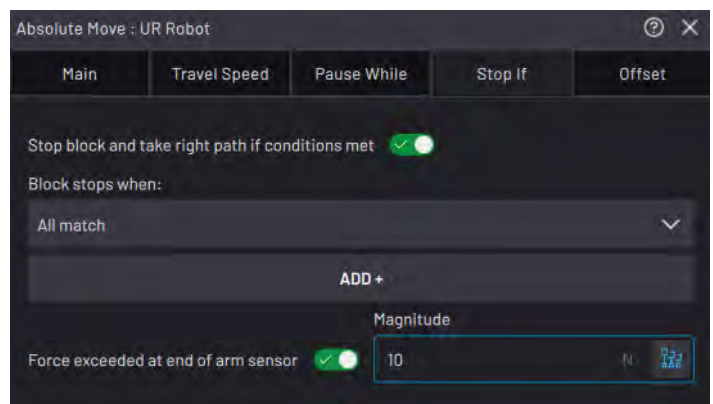 Absolute Move : UR Robot
Main Travel Speed Pause While Stop If Offset
Stop block and take right path if conditions met
Block stops when:
All match
ADD +
Magnitude
Force exceeded at end of arm sensor 10 N